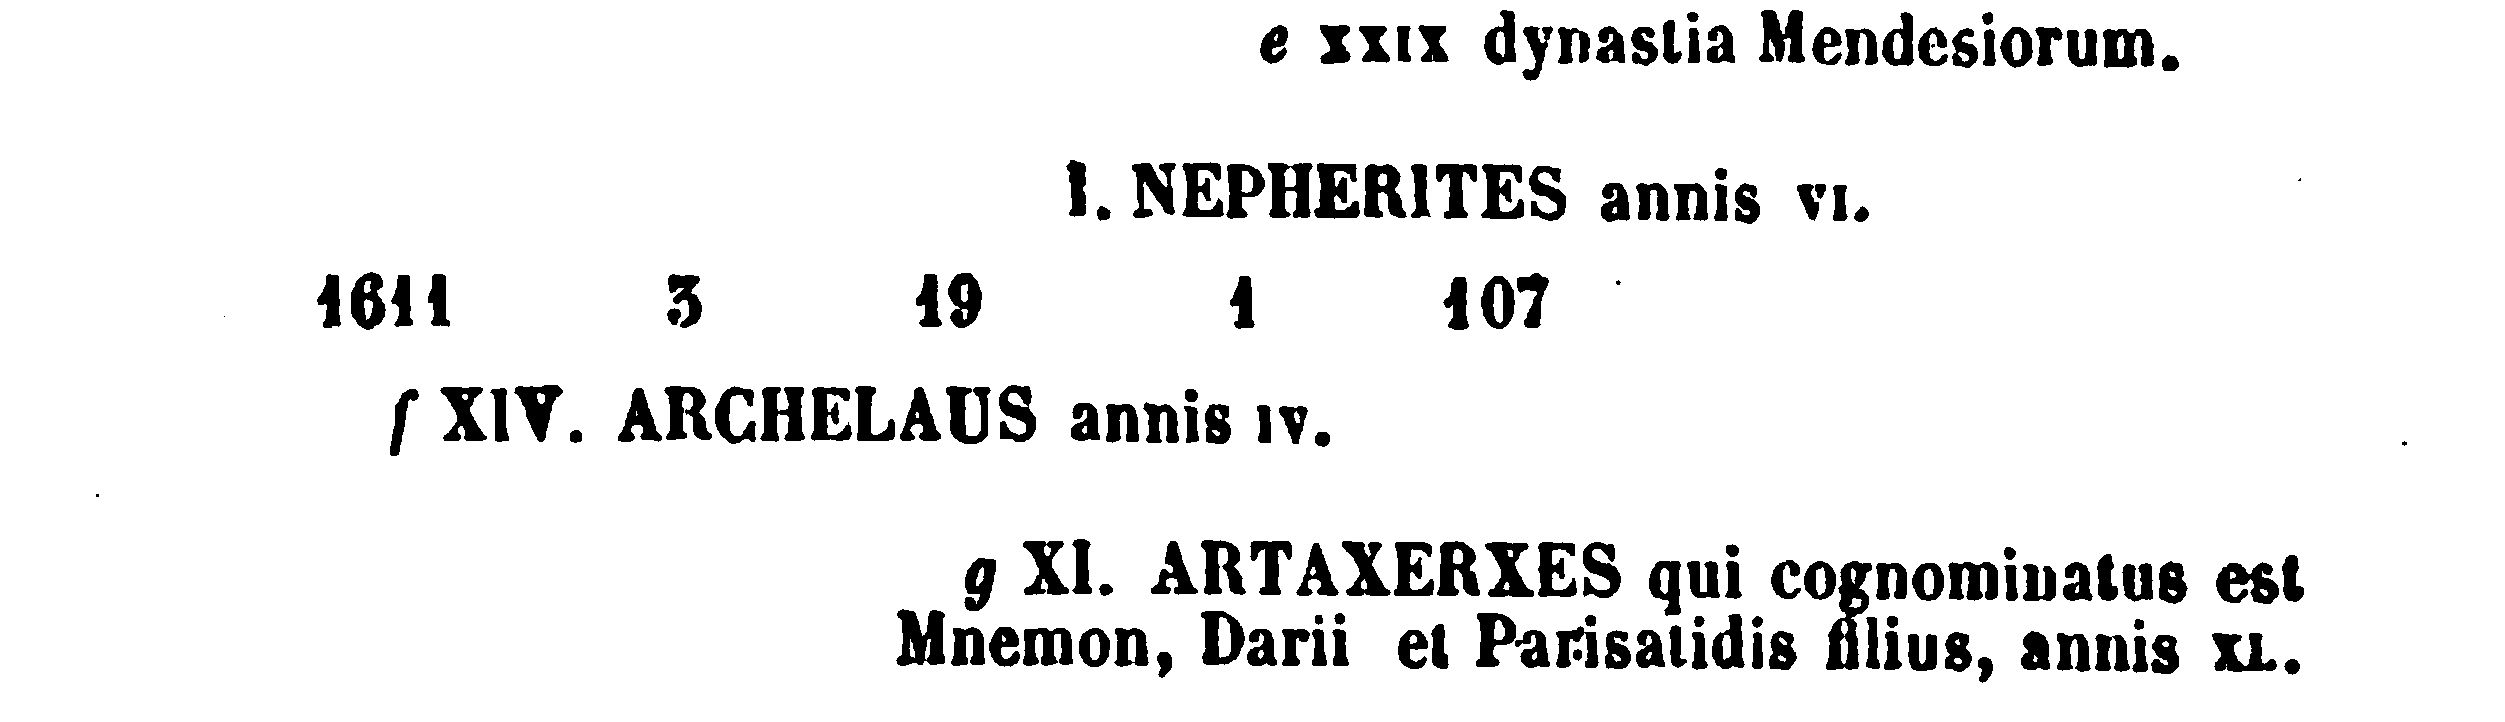 e XXIX dynastia Mendesiorum.
I. NEPHERITES annis VI.
1611 3 19 1 107
f XIV. ARCHELAUS annis IV.
g XI. ARTAXERXES qui cognominatus est
Mnemon, Darii et Parisatidis filius, annis XL.